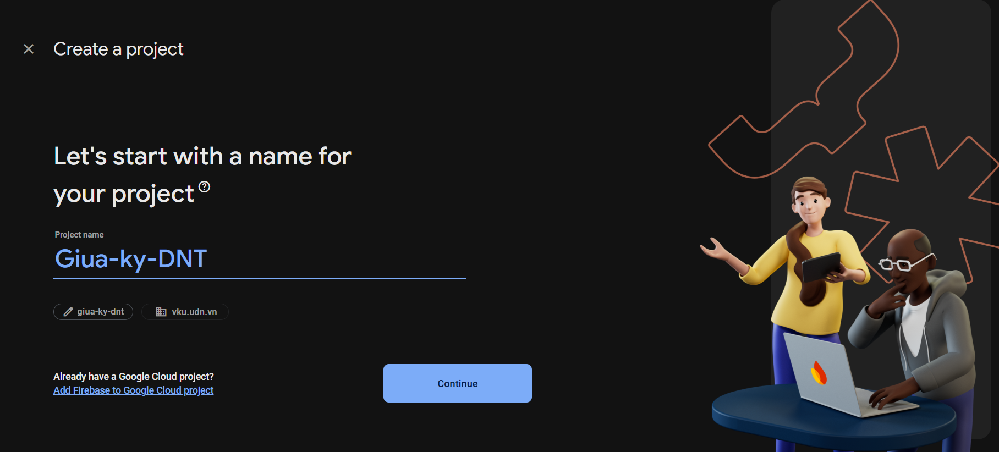 Create a project
Let's start with a name for
your project
Project name
Giua-ky-DNT
giua-ky-dnt
vku.udn.vn
Already have a Google Cloud project?
Add Firebase to Google Cloud project
Continue